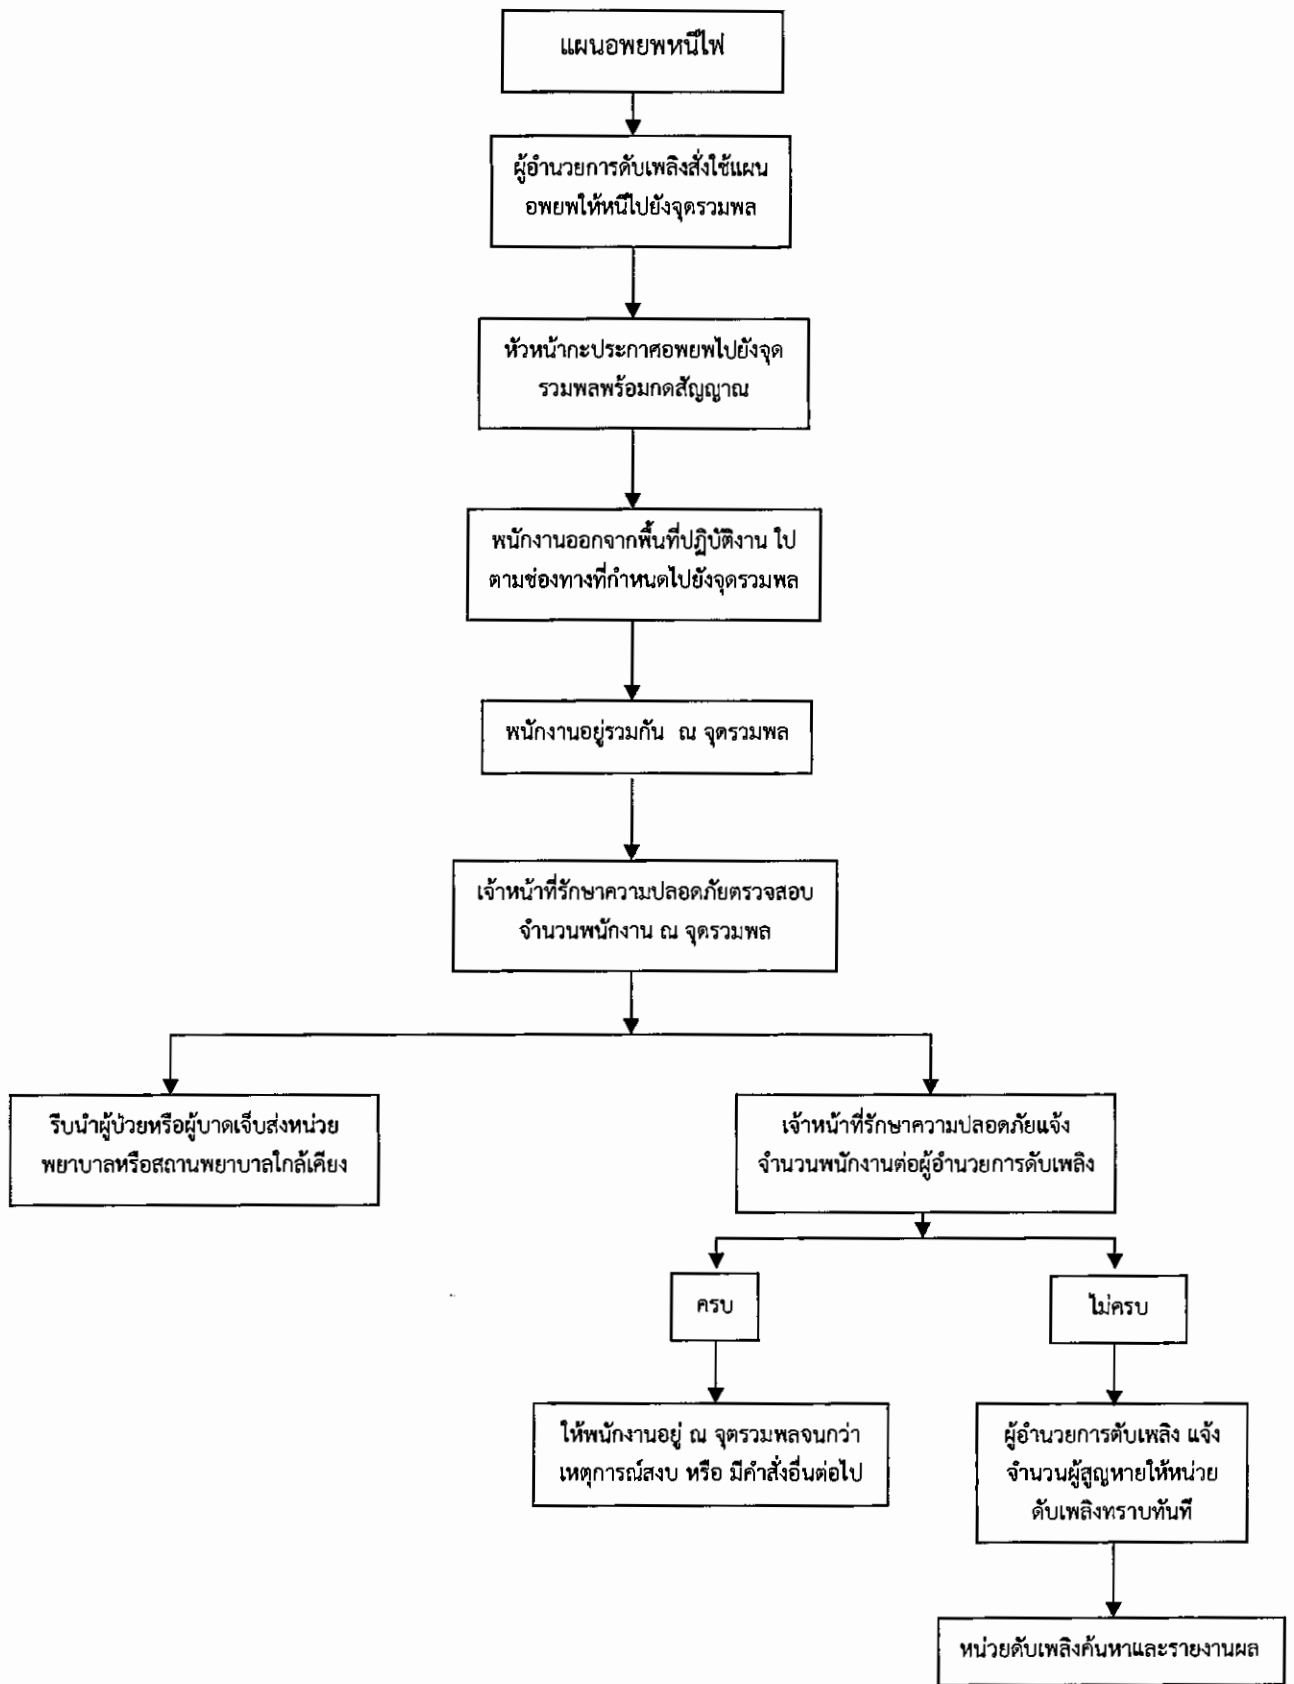 แผนอพยพหนีไฟ
ผู้อำนวยการดับเพลิงสั่งใช้แผน
อพยพให้หนีไปยังจุดรวมพล
หัวหน้ากะประกาศอพยพไปยังจุด
รวมพลพร้อมกดสัญญาณ
พนักงานออกจากพื้นที่ปฏิบัติงาน ไป
ตามช่องทางที่กำหนดไปยังจุดรวมพล
พนักงานอยู่รวมกัน ณ จุดรวมพล
เจ้าหน้าที่รักษาความปลอดภัยตรวจสอบ
จำนวนพนักงาน ณ จุดรวมพล
รีบนำผู้ป่วยหรือผู้บาดเจ็บส่งหน่วย
พยาบาลหรือสถานพยาบาลใกล้เคียง
เจ้าหน้าที่รักษาความปลอดภัยแจ้ง
จำนวนพนักงานต่อผู้อำนวยการดับเพลิง
ครบ
ไม่ครบ
ให้พนักงานอยู่ ณ จุดรวมพลจนกว่า
เหตุการณ์สงบ หรือ มีคำสั่งอื่นต่อไป
ผู้อำนวยการดับเพลิง แจ้ง
จำนวนผู้สูญหายให้หน่วย
ดับเพลิงทราบทันที
หน่วยดับเพลิงค้นหาและรายงานผล